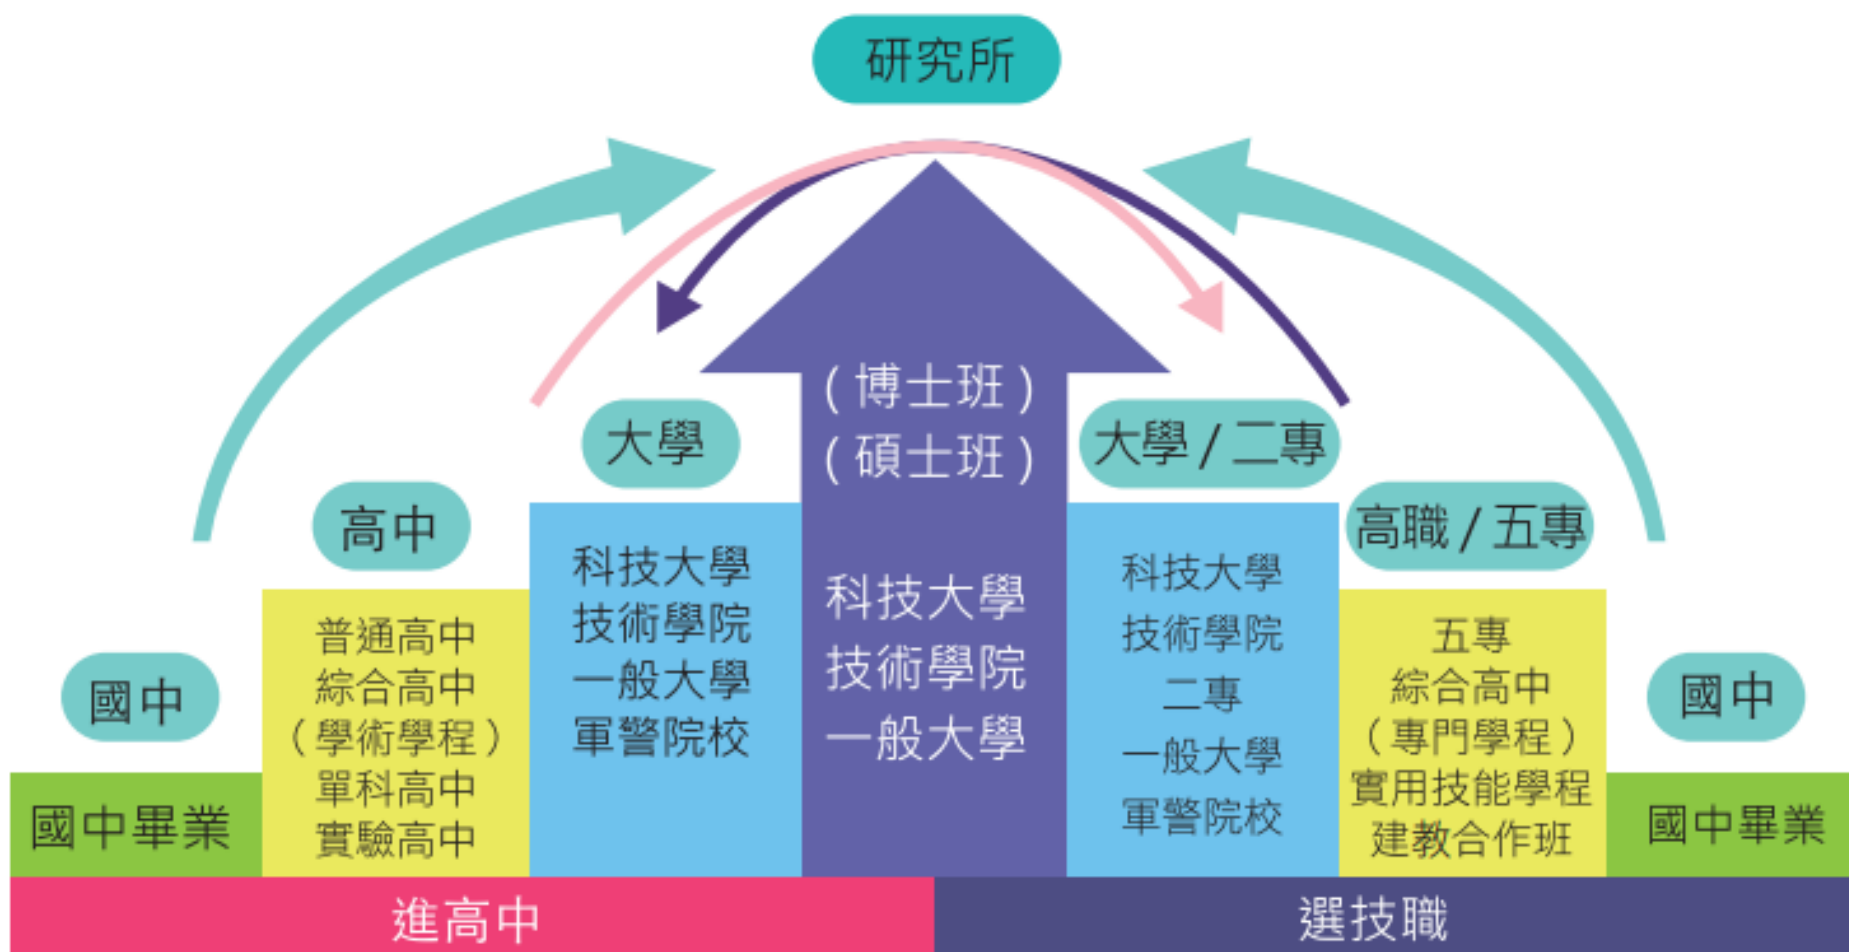 研究所
國中
國中畢業
高中
普通高中
綜合高中
(學術學程)
單科高中
實驗高中
大學
科技大學
技術學院
一般大學
軍警院校
(博士班)
(碩士班)
科技大學
技術學院
一般大學
大學/二專
科技大學
技術學院
二專
一般大學
軍警院校
高職/五專
五專
綜合高中
(專門學程)
實用技能學程
建教合作班
國中
國中畢業
進高中
選技職